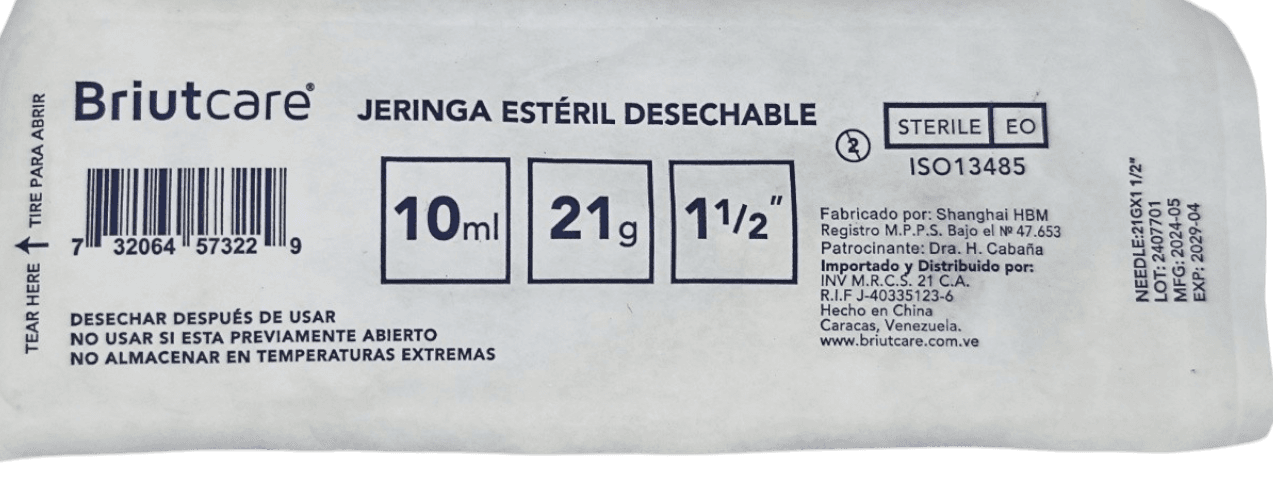 Briutcare®
JERINGA ESTÉRIL DESECHABLE
TEAR HERE ↑ TIRE PARA ABRIR
7 32064 57322 9
10ml
21g
1 1/2"
2
STERILE EO
ISO13485
Fabricado por: Shanghai HBM
Registro M.P.P.S. Bajo el Nº 47.653
Patrocinante: Dra. H. Cabaña
Importado y Distribuido por:
INV M.R.C.S. 21 C.A.
R.I.F J-40335123-6
Hecho en China
Caracas, Venezuela.
www.briutcare.com.ve
NEEDLE:21GX1 1/2"
LOT: 2407701
MFG: 2024-05
EXP: 2029-04
DESECHAR DESPUÉS DE USAR
NO USAR SI ESTA PREVIAMENTE ABIERTO
NO ALMACENAR EN TEMPERATURAS EXTREMAS